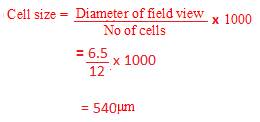 Cell size = Diameter of field view / No of cells x 1000
= 6.5 / 12 x 1000
= 540µm